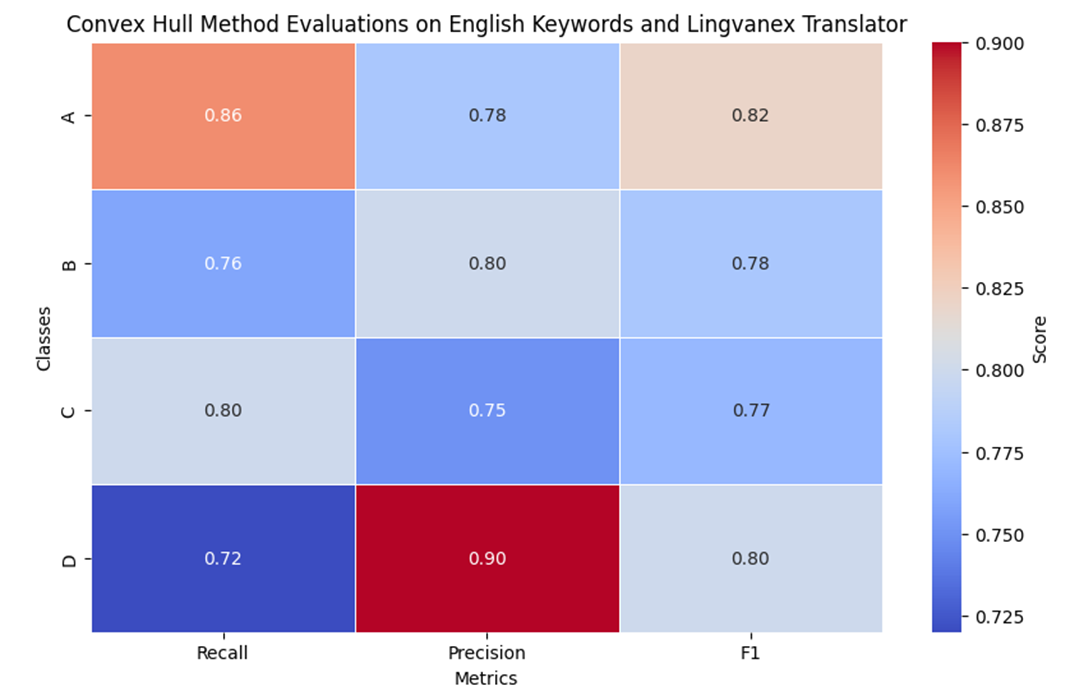 Convex Hull Method Evaluations on English Keywords and Lingvanex Translator
A 0.86 0.78 0.82
B 0.76 0.80 0.78
C 0.80 0.75 0.77
D 0.72 0.90 0.80
Classes
Recall Precision F1
Metrics
0.900
0.875
0.850
0.825
0.800
0.775
0.750
0.725
Score